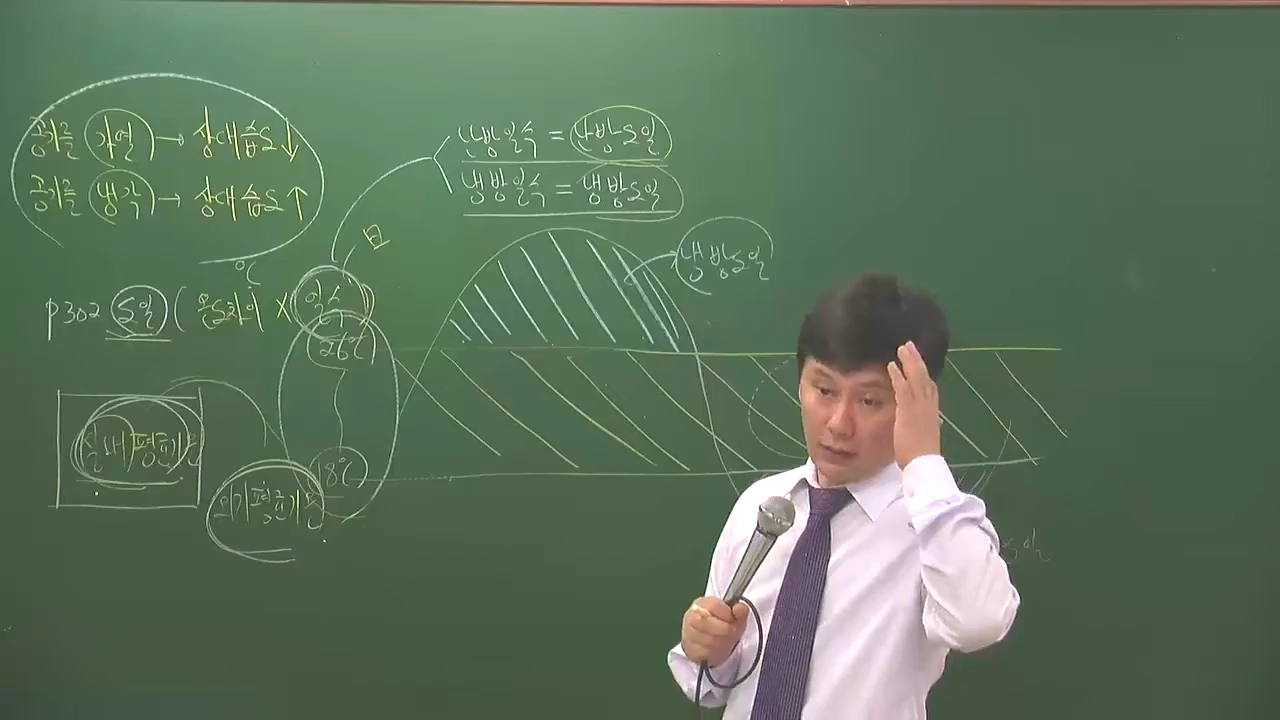 공기를 가열 → 상대습도↓
공기를 냉각 → 상대습도↑
난방일수 = 난방도일
냉방일수 = 냉방도일
日
냉방도일
℃
p302 도일 ( 온도차이 X 일수 )
26℃
18℃
실내 평균기온
외기 평균기온
도일